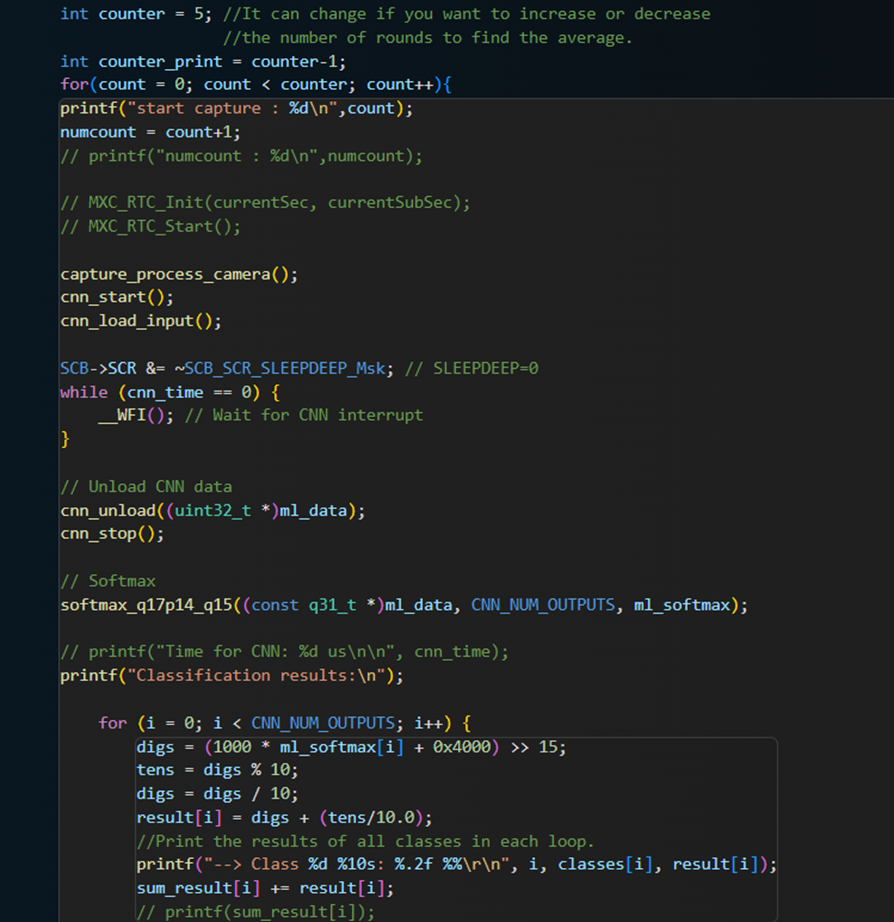 int counter = 5; //It can change if you want to increase or decrease
//the number of rounds to find the average.
int counter_print = counter-1;
for(count = 0; count < counter; count++){
printf("start capture : %d\n",count);
numcount = count+1;
// printf("numcount : %d\n",numcount);
// MXC_RTC_Init(currentSec, currentSubSec);
// MXC_RTC_Start();
capture_process_camera();
cnn_start();
cnn_load_input();
SCB->SCR &= ~SCB_SCR_SLEEPDEEP_Msk; // SLEEPDEEP=0
while (cnn_time == 0) {
__WFI(); // Wait for CNN interrupt
}
// Unload CNN data
cnn_unload((uint32_t *)ml_data);
cnn_stop();
// Softmax
softmax_q17p14_q15((const q31_t *)ml_data, CNN_NUM_OUTPUTS, ml_softmax);
// printf("Time for CNN: %d us\n\n", cnn_time);
printf("Classification results:\n");
for (i = 0; i < CNN_NUM_OUTPUTS; i++) {
digs = (1000 * ml_softmax[i] + 0x4000) >> 15;
tens = digs % 10;
digs = digs / 10;
result[i] = digs + (tens/10.0);
//Print the results of all classes in each loop.
printf("--> Class %d %10s: %.2f %%\r\n", i, classes[i], result[i]);
sum_result[i] += result[i];
// printf(sum_result[i]);